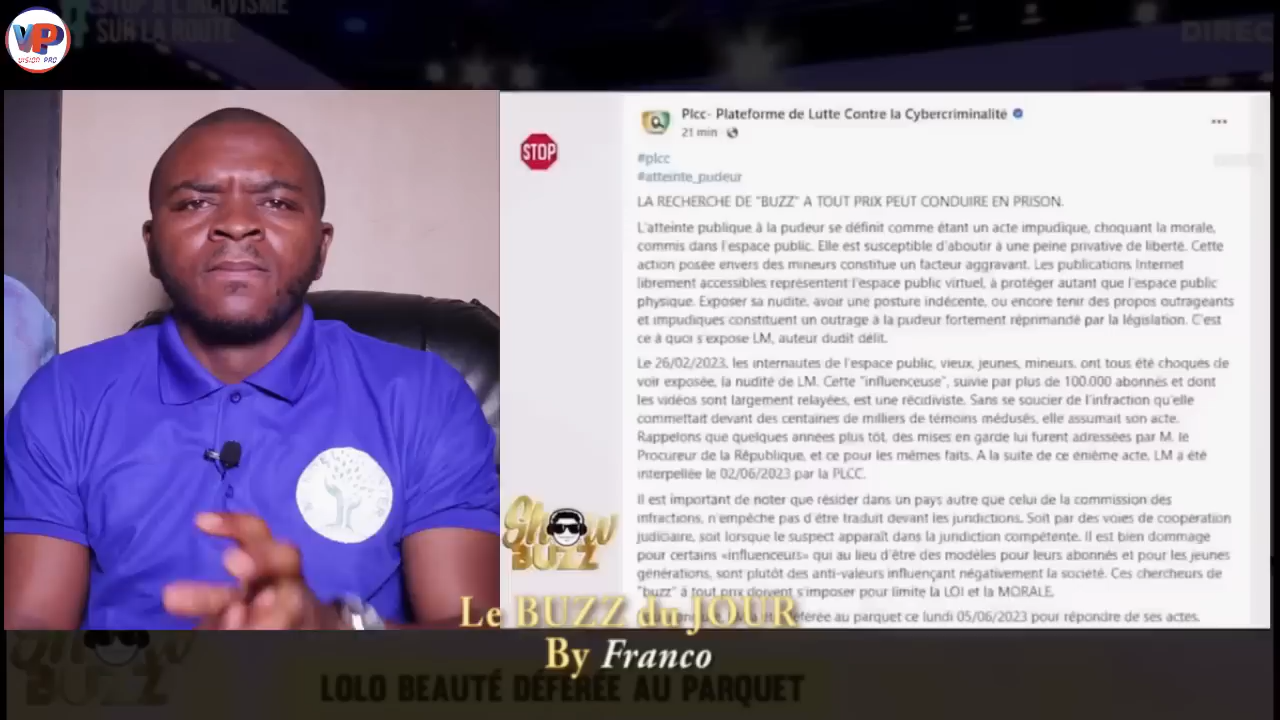 STOP À L'INCIVISME
SUR LA ROUTE
DIREC
VP
VISION PRO
STOP
Plcc- Plateforme de Lutte Contre la Cybercriminalité
21 min
#plcc
#atteinte_pudeur
LA RECHERCHE DE "BUZZ" A TOUT PRIX PEUT CONDUIRE EN PRISON.
L'atteinte publique à la pudeur se définit comme étant un acte impudique, choquant la morale,
commis dans l'espace public. Elle est susceptible d'aboutir à une peine privative de liberté. Cette
action posée envers des mineurs constitue un facteur aggravant. Les publications Internet
librement accessibles représentent l'espace public virtuel, à protéger autant que l'espace public
physique. Exposer sa nudité, avoir une posture indécente, ou encore tenir des propos outrageants
et impudiques constituent un outrage à la pudeur fortement réprimandé par la législation. C'est
ce à quoi s'expose LM, auteur dudit délit.
Le 26/02/2023, les internautes de l'espace public, vieux, jeunes, mineurs, ont tous été choqués de
voir exposée, la nudité de LM. Cette "influenceuse", suivie par plus de 100.000 abonnés et dont
les vidéos sont largement relayées, est une récidiviste. Sans se soucier de l'infraction qu'elle
commettait devant des centaines de milliers de témoins médusés, elle assumait son acte.
Rappelons que quelques années plus tôt, des mises en garde lui furent adressées par M. le
Procureur de la République, et ce pour les mêmes faits. A la suite de ce énième acte, LM a été
interpellée le 02/06/2023 par la PLCC.
Il est important de noter que résider dans un pays autre que celui de la commission des
infractions, n'empêche pas d'être traduit devant les juridictions. Soit par des voies de coopération
judiciaire, soit lorsque le suspect apparaît dans la juridiction compétente. Il est bien dommage
pour certains «influenceurs» qui au lieu d'être des modèles pour leurs abonnés et pour les jeunes
générations, sont plutôt des anti-valeurs influençant négativement la société. Ces chercheurs de
"buzz" à tout prix doivent s'imposer pour limite la LOI et la MORALE.
déférée au parquet ce lundi 05/06/2023 pour répondre de ses actes.
Show
BUZZ
Le BUZZ du JOUR
By Franco
Show
BUZZ
LOLO BEAUTÉ DÉFÉRÉE AU PARQUET